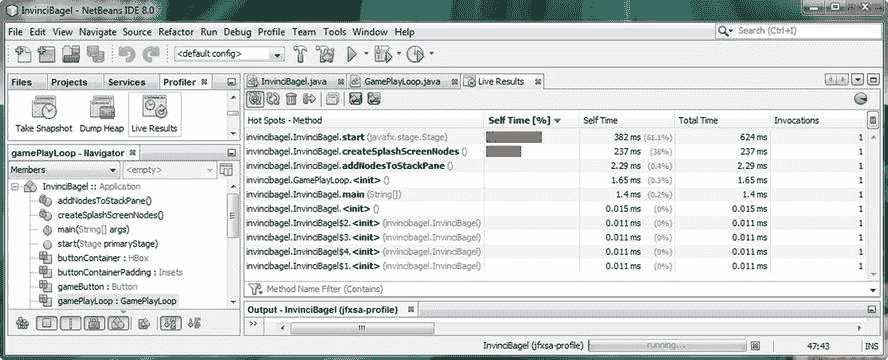 InvinciBagel - NetBeans IDE 8.0
File Edit View Navigate Source Refactor Run Debug Profile Team Tools Window Help
Search (Ctrl+I)
<default config>
Files Projects Services Profiler
InvinciBagel.java GamePlayLoop.java Live Results
Take Snapshot Dump Heap Live Results
Hot Spots - Method Self Time [%] Self Time Total Time Invocations
invincibagel.InvinciBagel.start (javafx.stage.Stage) 382 ms (61.1%) 624 ms 1
invincibagel.InvinciBagel.createSplashScreenNodes () 237 ms (38%) 237 ms 1
invincibagel.InvinciBagel.addNodesToStackPane () 2.29 ms (0.4%) 2.29 ms 1
invincibagel.GamePlayLoop.<init> () 1.65 ms (0.3%) 1.65 ms 1
invincibagel.InvinciBagel.main (String[]) 1.4 ms (0.2%) 1.4 ms 1
invincibagel.InvinciBagel.<init> () 0.015 ms (0%) 0.015 ms 1
invincibagel.InvinciBagel$2.<init> (invincibagel.InvinciBagel) 0.011 ms (0%) 0.011 ms 1
invincibagel.InvinciBagel$3.<init> (invincibagel.InvinciBagel) 0.011 ms (0%) 0.011 ms 1
invincibagel.InvinciBagel$4.<init> (invincibagel.InvinciBagel) 0.011 ms (0%) 0.011 ms 1
invincibagel.InvinciBagel$1.<init> (invincibagel.InvinciBagel) 0.011 ms (0%) 0.011 ms 1
Method Name Filter (Contains)
gamePlayLoop - Navigator
Members <empty>
InvinciBagel :: Application
addNodesToStackPane()
createSplashScreenNodes()
main(String[] args)
start(Stage primaryStage)
buttonContainer : HBox
buttonContainerPadding : Insets
gameButton : Button
gamePlayLoop : GamePlayLoop
Output - InvinciBagel (jfxsa-profile)
>>
InvinciBagel (jfxsa-profile) running... 47:43 INS